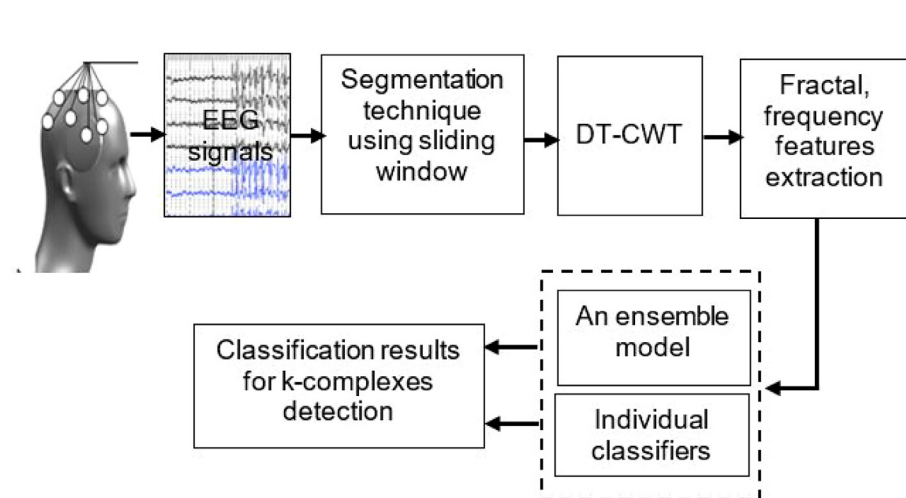 EEG
signals
Segmentation
technique
using sliding
window
DT-CWT
Fractal,
frequency
features
extraction
An ensemble
model
Individual
classifiers
Classification results
for k-complexes
detection